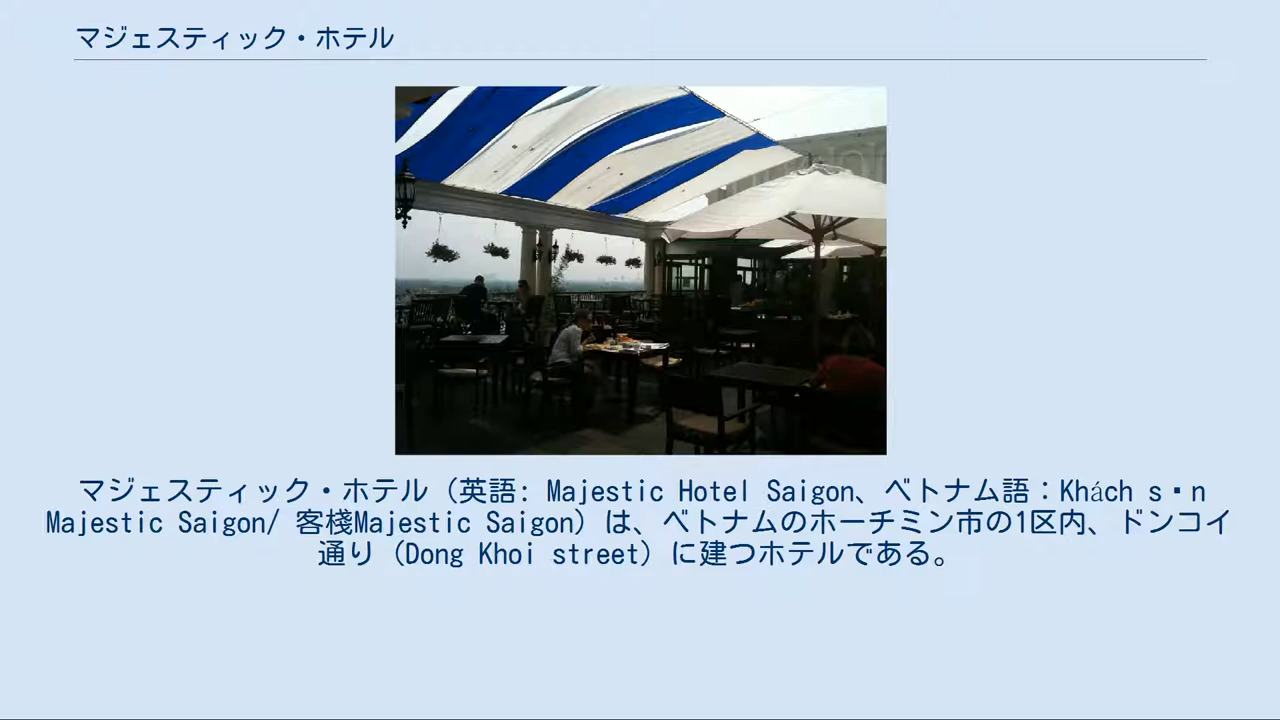 マジェスティック・ホテル
マジェスティック・ホテル（英語: Majestic Hotel Saigon、ベトナム語：Khách s▪n
Majestic Saigon/ 客棧Majestic Saigon）は、ベトナムのホーチミン市の1区内、ドンコイ
通り（Dong Khoi street）に建つホテルである。